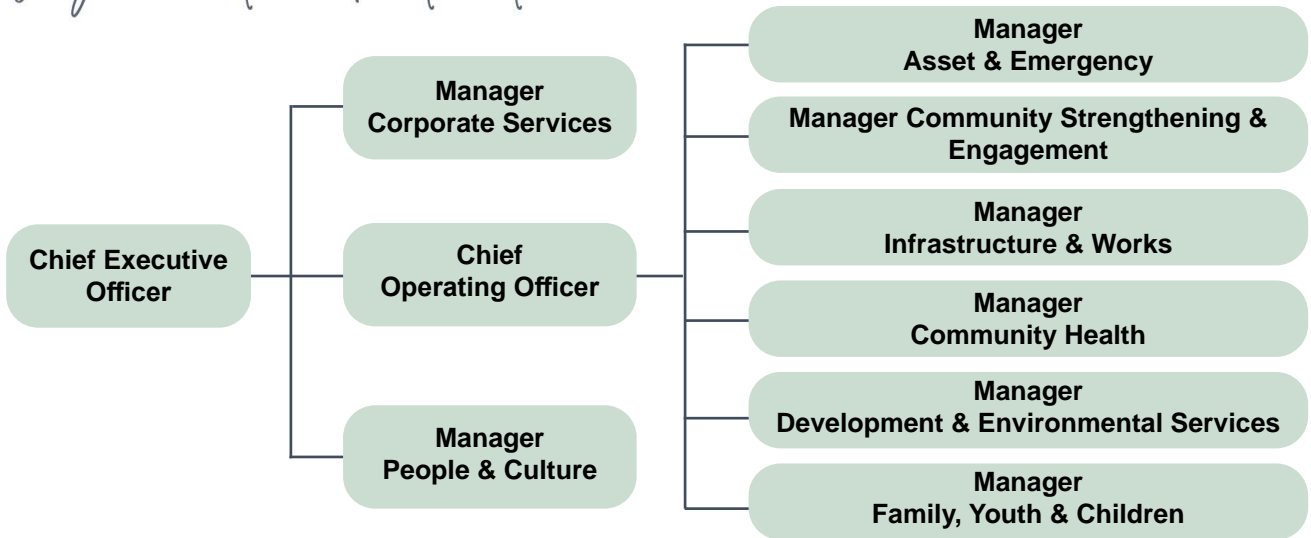 Manager
Corporate Services
Chief Executive
Officer
Chief
Operating Officer
Manager
People & Culture
Manager
Asset & Emergency
Manager Community Strengthening &
Engagement
Manager
Infrastructure & Works
Manager
Community Health
Manager
Development & Environmental Services
Manager
Family, Youth & Children